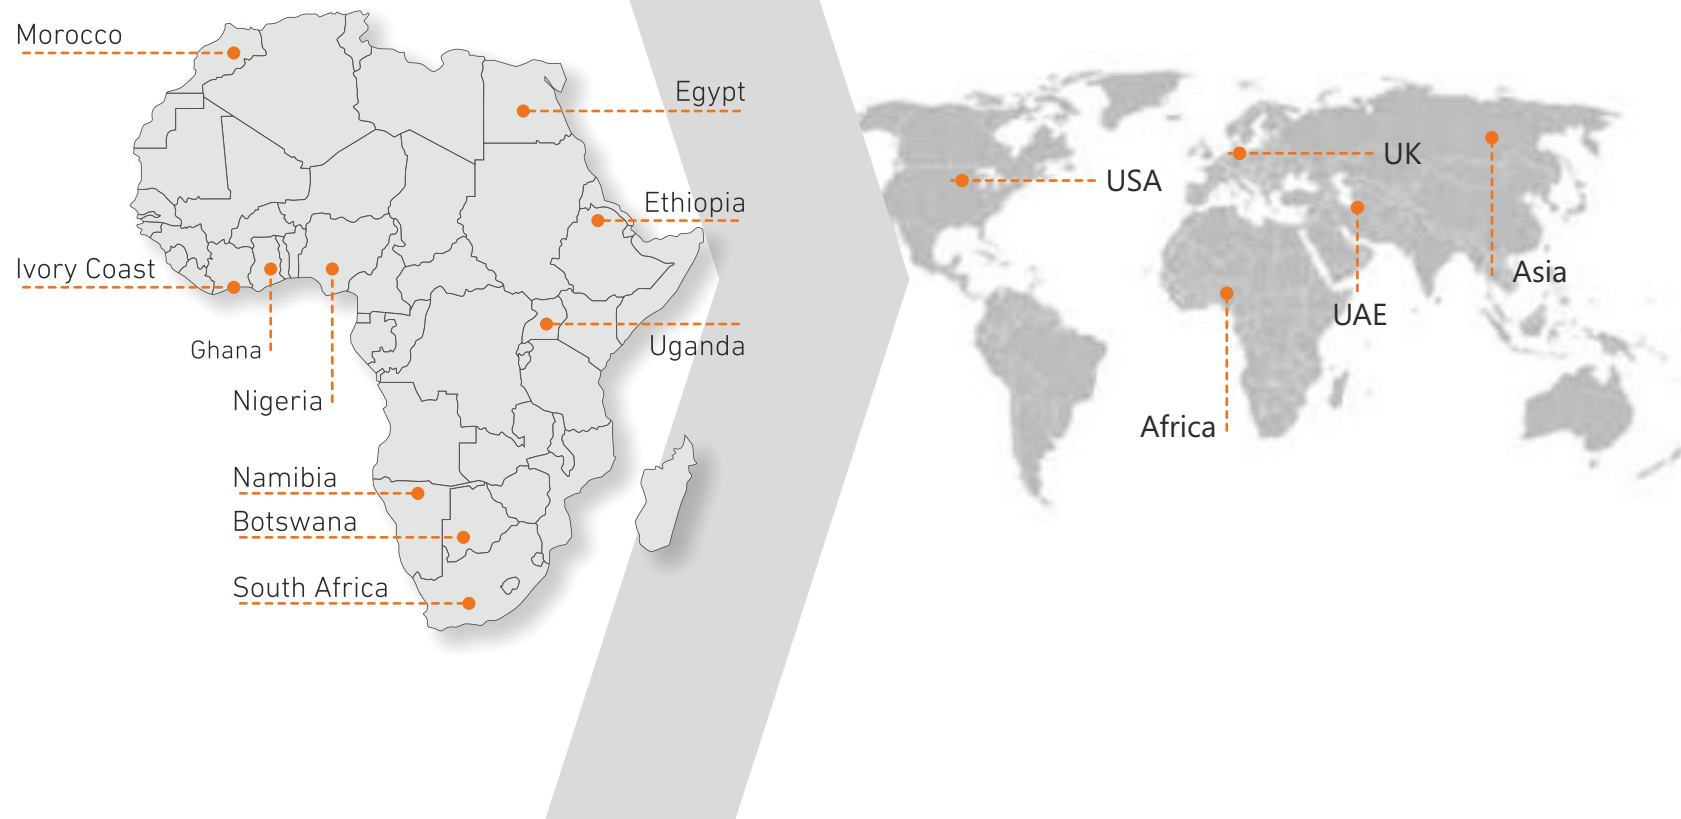 Morocco
Egypt
Ethiopia
Ivory Coast
Ghana
Uganda
Nigeria
Namibia
Botswana
South Africa
USA
UK
Asia
UAE
Africa